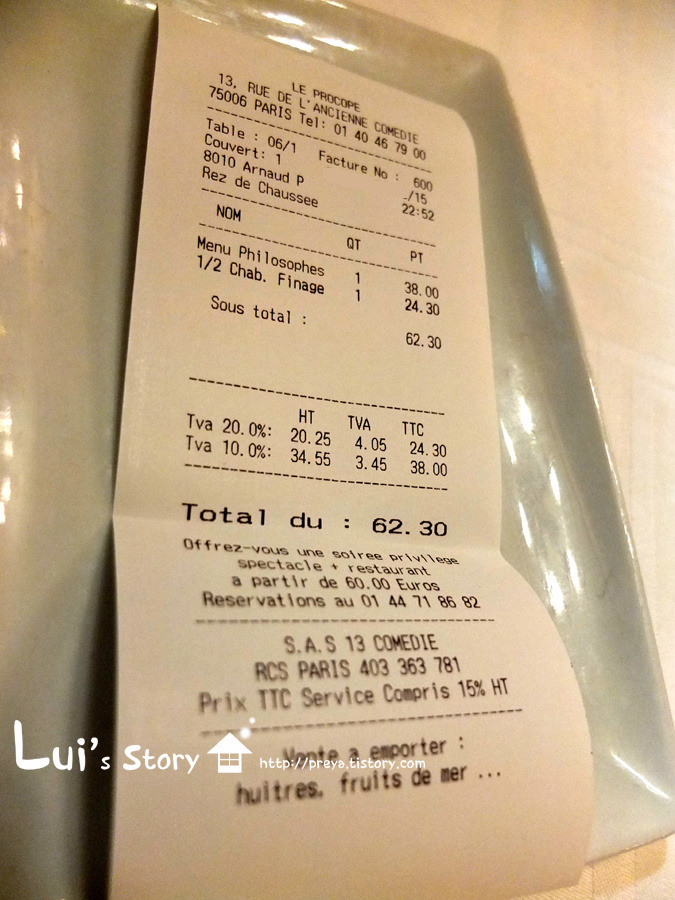 LE PROCOPE
13, RUE DE L'ANCIENNE COMEDIE
75006 PARIS Tel: 01 40 46 79 00
Table : 06/1 Facture No : 600
Couvert: 1 /15
8010 Arnaud P 22:52
Rez de Chaussee
NOM QT PT
Menu Philosophes 1 38.00
1/2 Chab. Finage 1 24.30
Sous total : 62.30
HT TVA TTC
Tva 20.0%: 20.25 4.05 24.30
Tva 10.0%: 34.55 3.45 38.00
Total du : 62.30
Offrez-vous une soiree privilege
spectacle + restaurant
a partir de 60.00 Euros
Reservations au 01 44 71 86 82
S.A.S 13 COMEDIE
RCS PARIS 403 363 781
Prix TTC Service Compris 15% HT
Vente a emporter :
huitres, fruits de mer ...
Lui's Story http://preya.tistory.com